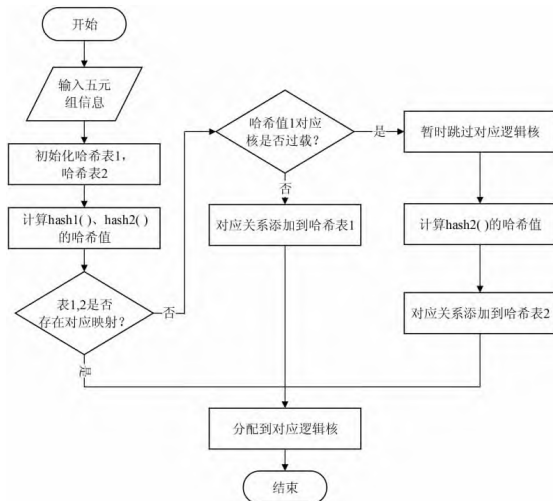 开始
输入五元
组信息
初始化哈希表1，
哈希表2
计算hash1( )、hash2( )
的哈希值
表1,2是否
存在对应映射？
否
是
哈希值1对应
核是否过载？
是
否
对应关系添加到哈希表1
暂时跳过对应逻辑核
计算hash2( )的哈希值
对应关系添加到哈希表2
分配到对应逻辑核
结束